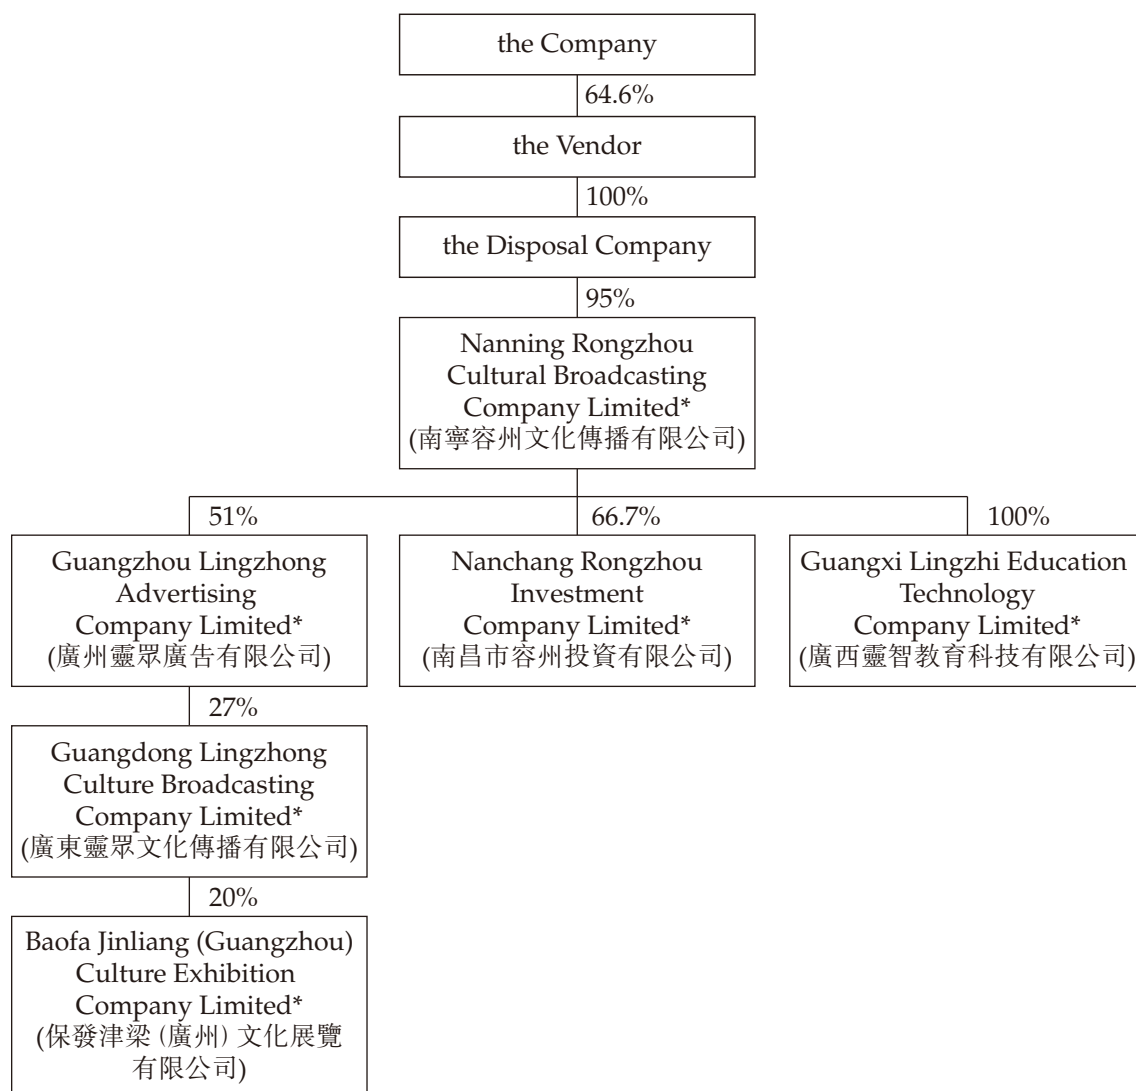 the Company
64.6%
the Vendor
100%
the Disposal Company
95%
Nanning Rongzhou
Cultural Broadcasting
Company Limited*
(南寧容州文化傳播有限公司)
51%
66.7%
100%
Guangzhou Lingzhong
Advertising
Company Limited*
(廣州靈眾廣告有限公司)
Nanchang Rongzhou
Investment
Company Limited*
(南昌市容州投資有限公司)
Guangxi Lingzhi Education
Technology
Company Limited*
(廣西靈智教育科技有限公司)
27%
Guangdong Lingzhong
Culture Broadcasting
Company Limited*
(廣東靈眾文化傳播有限公司)
20%
Baofa Jinliang (Guangzhou)
Culture Exhibition
Company Limited*
(保發津梁 (廣州) 文化展覽
有限公司)